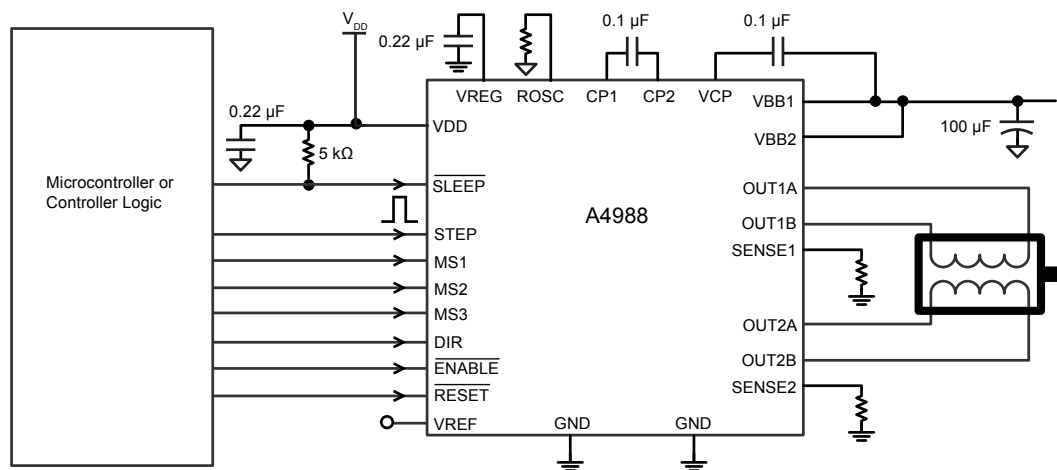 V_DD
0.22 µF
0.1 µF
0.1 µF
VREG
ROSC
CP1
CP2
VCP
VBB1
0.22 µF
VDD
VBB2
100 µF
5 kΩ
Microcontroller or
Controller Logic
SLEEP
OUT1A
A4988
OUT1B
STEP
SENSE1
MS1
MS2
MS3
OUT2A
DIR
OUT2B
ENABLE
SENSE2
RESET
VREF
GND
GND